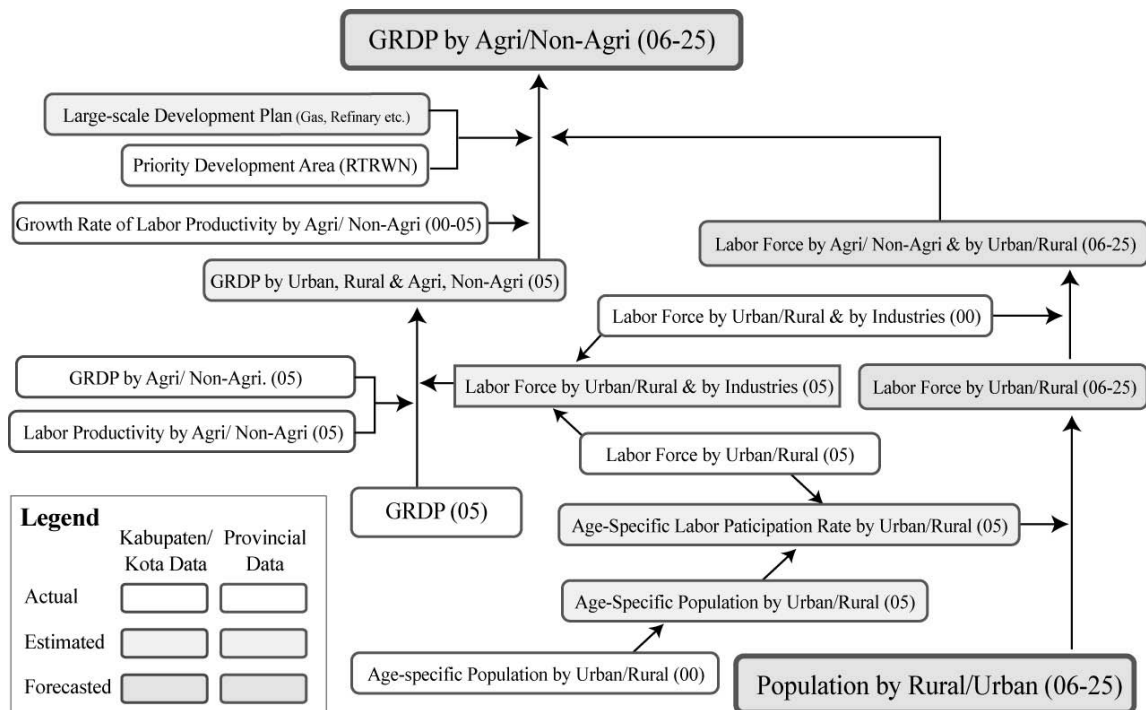 GRDP by Agri/Non-Agri (06-25)
Large-scale Development Plan (Gas, Refinary etc.)
Priority Development Area (RTRWN)
Growth Rate of Labor Productivity by Agri/ Non-Agri (00-05)
Labor Force by Agri/ Non-Agri & by Urban/Rural (06-25)
GRDP by Urban, Rural & Agri, Non-Agri (05)
Labor Force by Urban/Rural & by Industries (00)
GRDP by Agri/ Non-Agri. (05)
Labor Force by Urban/Rural & by Industries (05)
Labor Force by Urban/Rural (06-25)
Labor Productivity by Agri/ Non-Agri (05)
Labor Force by Urban/Rural (05)
GRDP (05)
Age-Specific Labor Paticipation Rate by Urban/Rural (05)
Age-Specific Population by Urban/Rural (05)
Age-specific Population by Urban/Rural (00)
Population by Rural/Urban (06-25)
Legend
Kabupaten/
Kota Data
Provincial
Data
Actual
Estimated
Forecasted